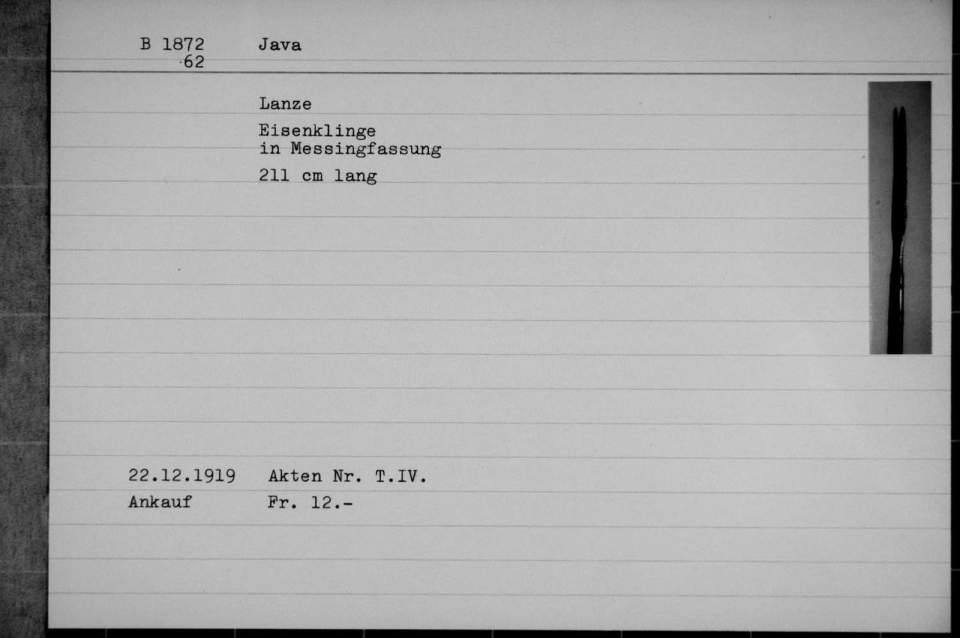 B 1872 Java
62
Lanze
Eisenklinge
in Messingfassung
211 cm lang
22.12.1919 Akten Nr. T.IV.
Ankauf Fr. 12.-